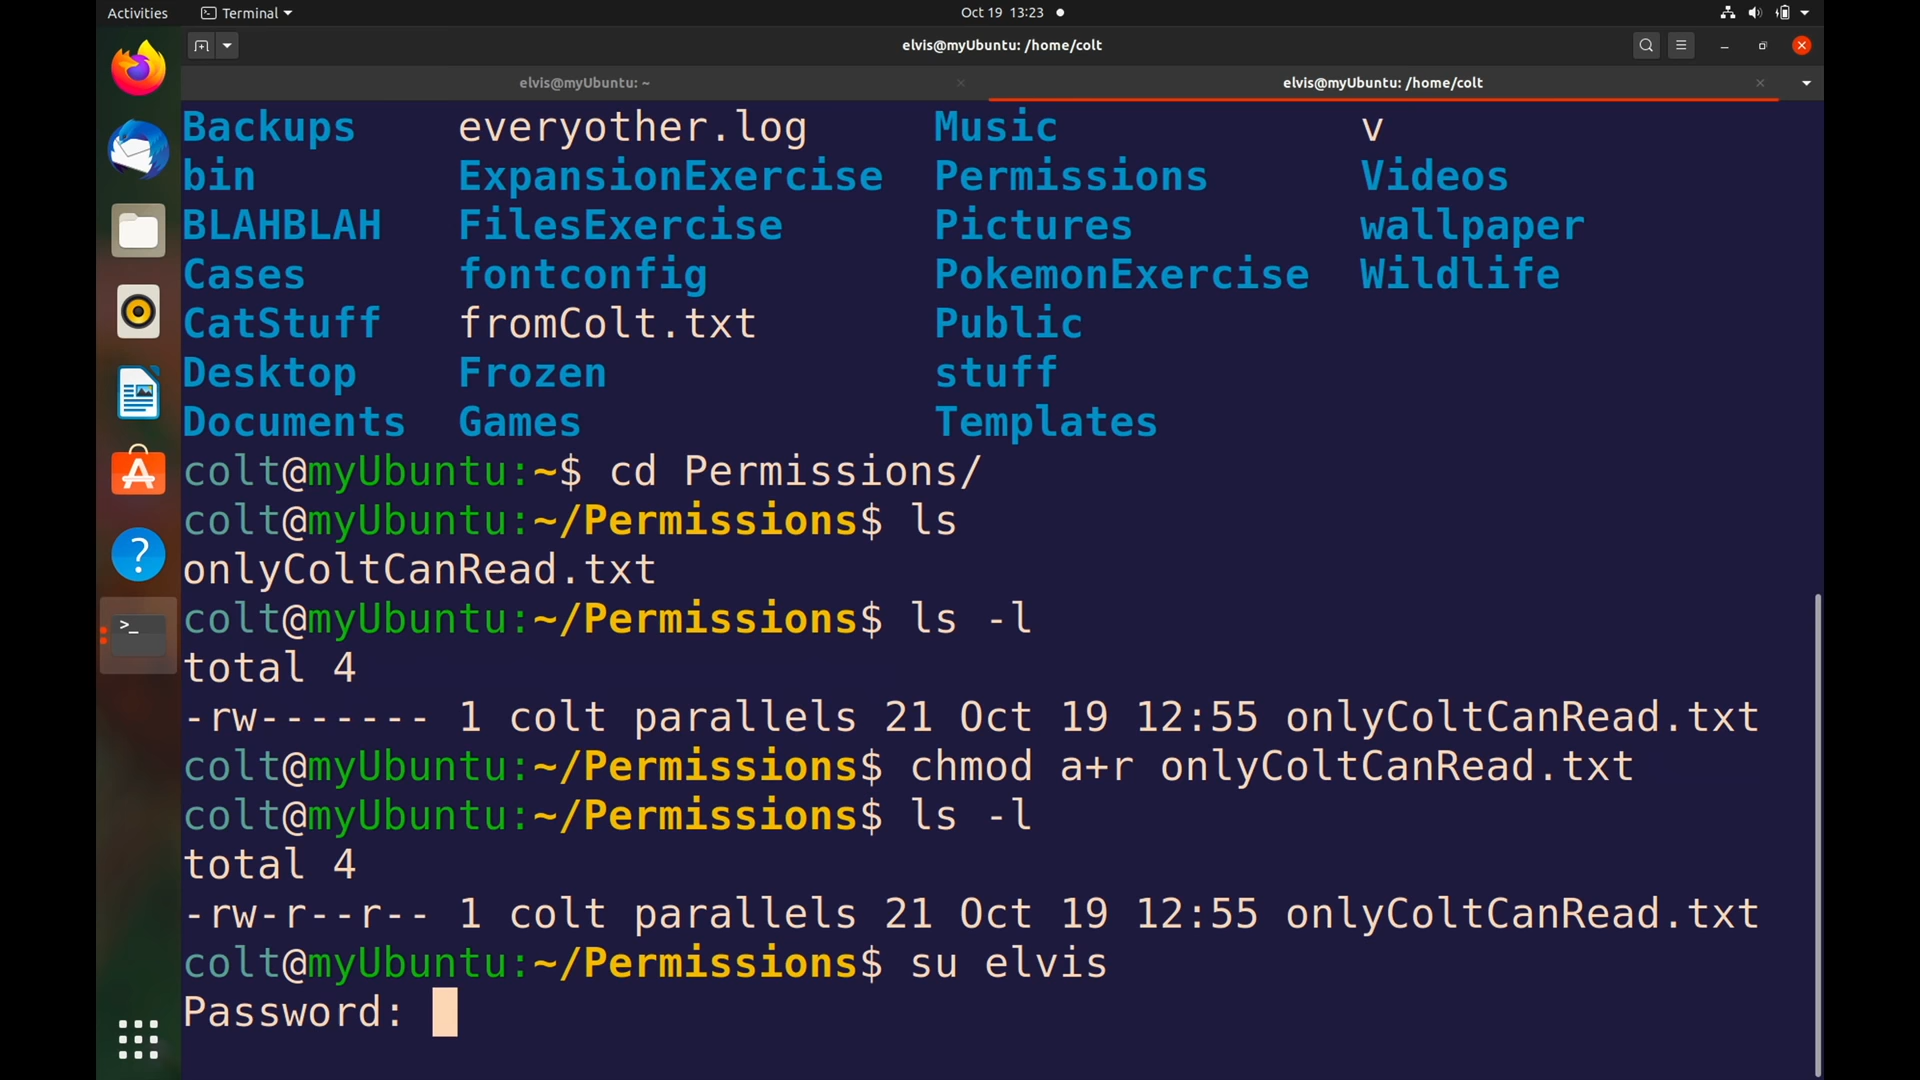 Activities Terminal Oct 19 13:23
elvis@myUbuntu: /home/colt
elvis@myUbuntu: ~ elvis@myUbuntu: /home/colt
Backups everyother.log Music v
bin ExpansionExercise Permissions Videos
BLAHBLAH FilesExercise Pictures wallpaper
Cases fontconfig PokemonExercise Wildlife
CatStuff fromColt.txt Public
Desktop Frozen stuff
Documents Games Templates
colt@myUbuntu:~$ cd Permissions/
colt@myUbuntu:~/Permissions$ ls
onlyColtCanRead.txt
colt@myUbuntu:~/Permissions$ ls -l
total 4
-rw------- 1 colt parallels 21 Oct 19 12:55 onlyColtCanRead.txt
colt@myUbuntu:~/Permissions$ chmod a+r onlyColtCanRead.txt
colt@myUbuntu:~/Permissions$ ls -l
total 4
-rw-r--r-- 1 colt parallels 21 Oct 19 12:55 onlyColtCanRead.txt
colt@myUbuntu:~/Permissions$ su elvis
Password: